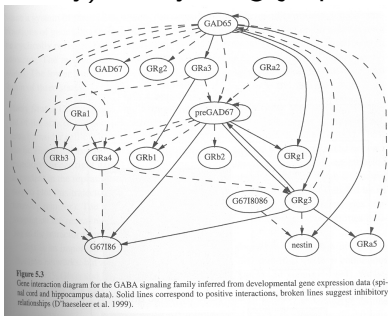 GAD65
GAD67
GRg2
GRa3
GRa2
GRa1
preGAD67
GRb3
GRa4
GRb1
GRb2
GRg1
G67I8086
GRg3
G67I86
nestin
GRa5
Figure 5.3
Gene interaction diagram for the GABA signaling family inferred from developmental gene expression data (spi-
nal cord and hippocampus data). Solid lines correspond to positive interactions, broken lines suggest inhibitory
relationships (D'haeseleer et al. 1999).